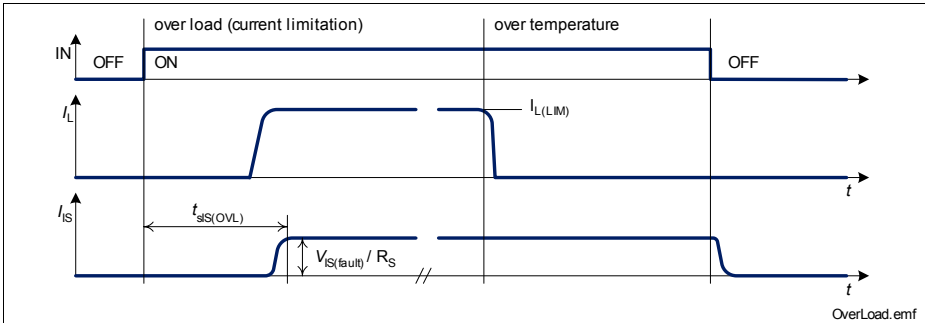 over load (current limitation)
over temperature
IN
OFF
ON
OFF
t
IL
IL(LIM)
t
IIS
tsIS(OVL)
VIS(fault) / RS
t
OverLoad.emf